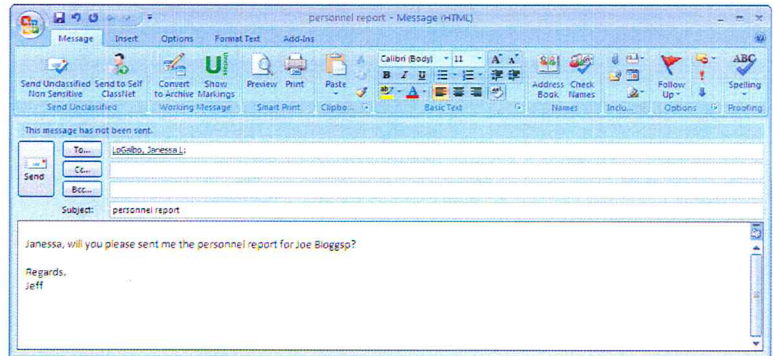 personnel report - Message (HTML)
Message Insert Options Format Text Add-Ins
Calibri (Body) 11 A A
B I U
ab A
Send Unclassified Non Sensitive
Send to Self ClassNet
Convert to Archive
Show Markings
Preview
Print
Paste
Address Book
Check Names
Follow Up
ABC
Spelling
Send Unclassified Working Message Smart Print Clipbo... Basic Text Names Inclu... Options Proofing
This message has not been sent.
Send
To... LoGalbo, Janessa L;
Cc...
Bcc...
Subject: personnel report
Janessa, will you please sent me the personnel report for Joe Bloggsp?
Regards,
Jeff